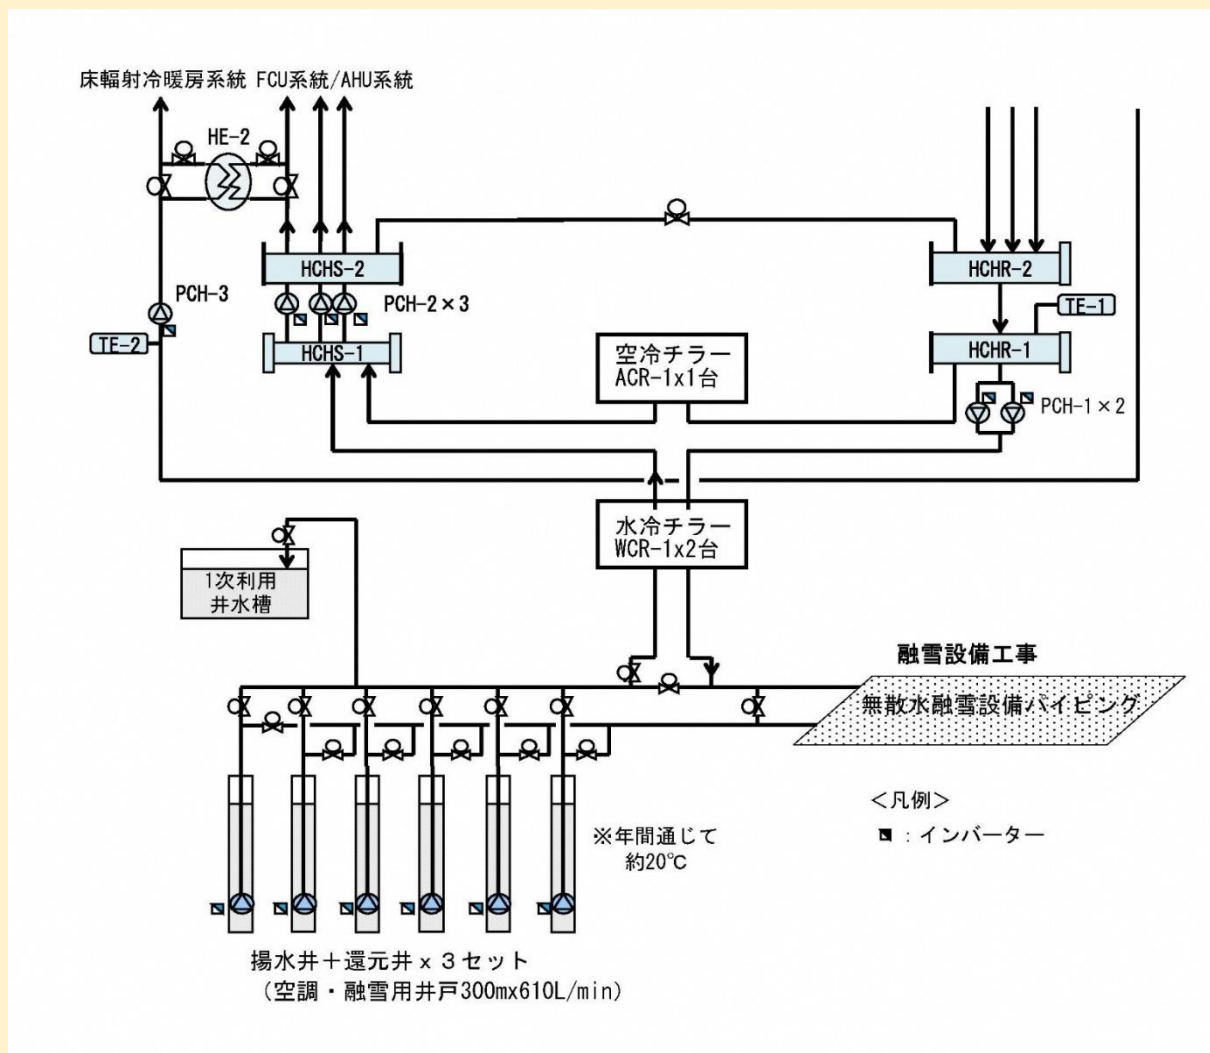 床輻射冷暖房系統 FCU系統/AHU系統
HE-2
HCHS-2
HCHR-2
PCH-3
PCH-2×3
TE-1
TE-2
HCHS-1
空冷チラー
ACR-1x1台
HCHR-1
PCH-1×2
水冷チラー
WCR-1x2台
1次利用
井水槽
融雪設備工事
無散水融雪設備パイピング
<凡例>
:インバーター
※年間通じて
約20℃
揚水井+還元井x3セット
(空調・融雪用井戸300mx610L/min)